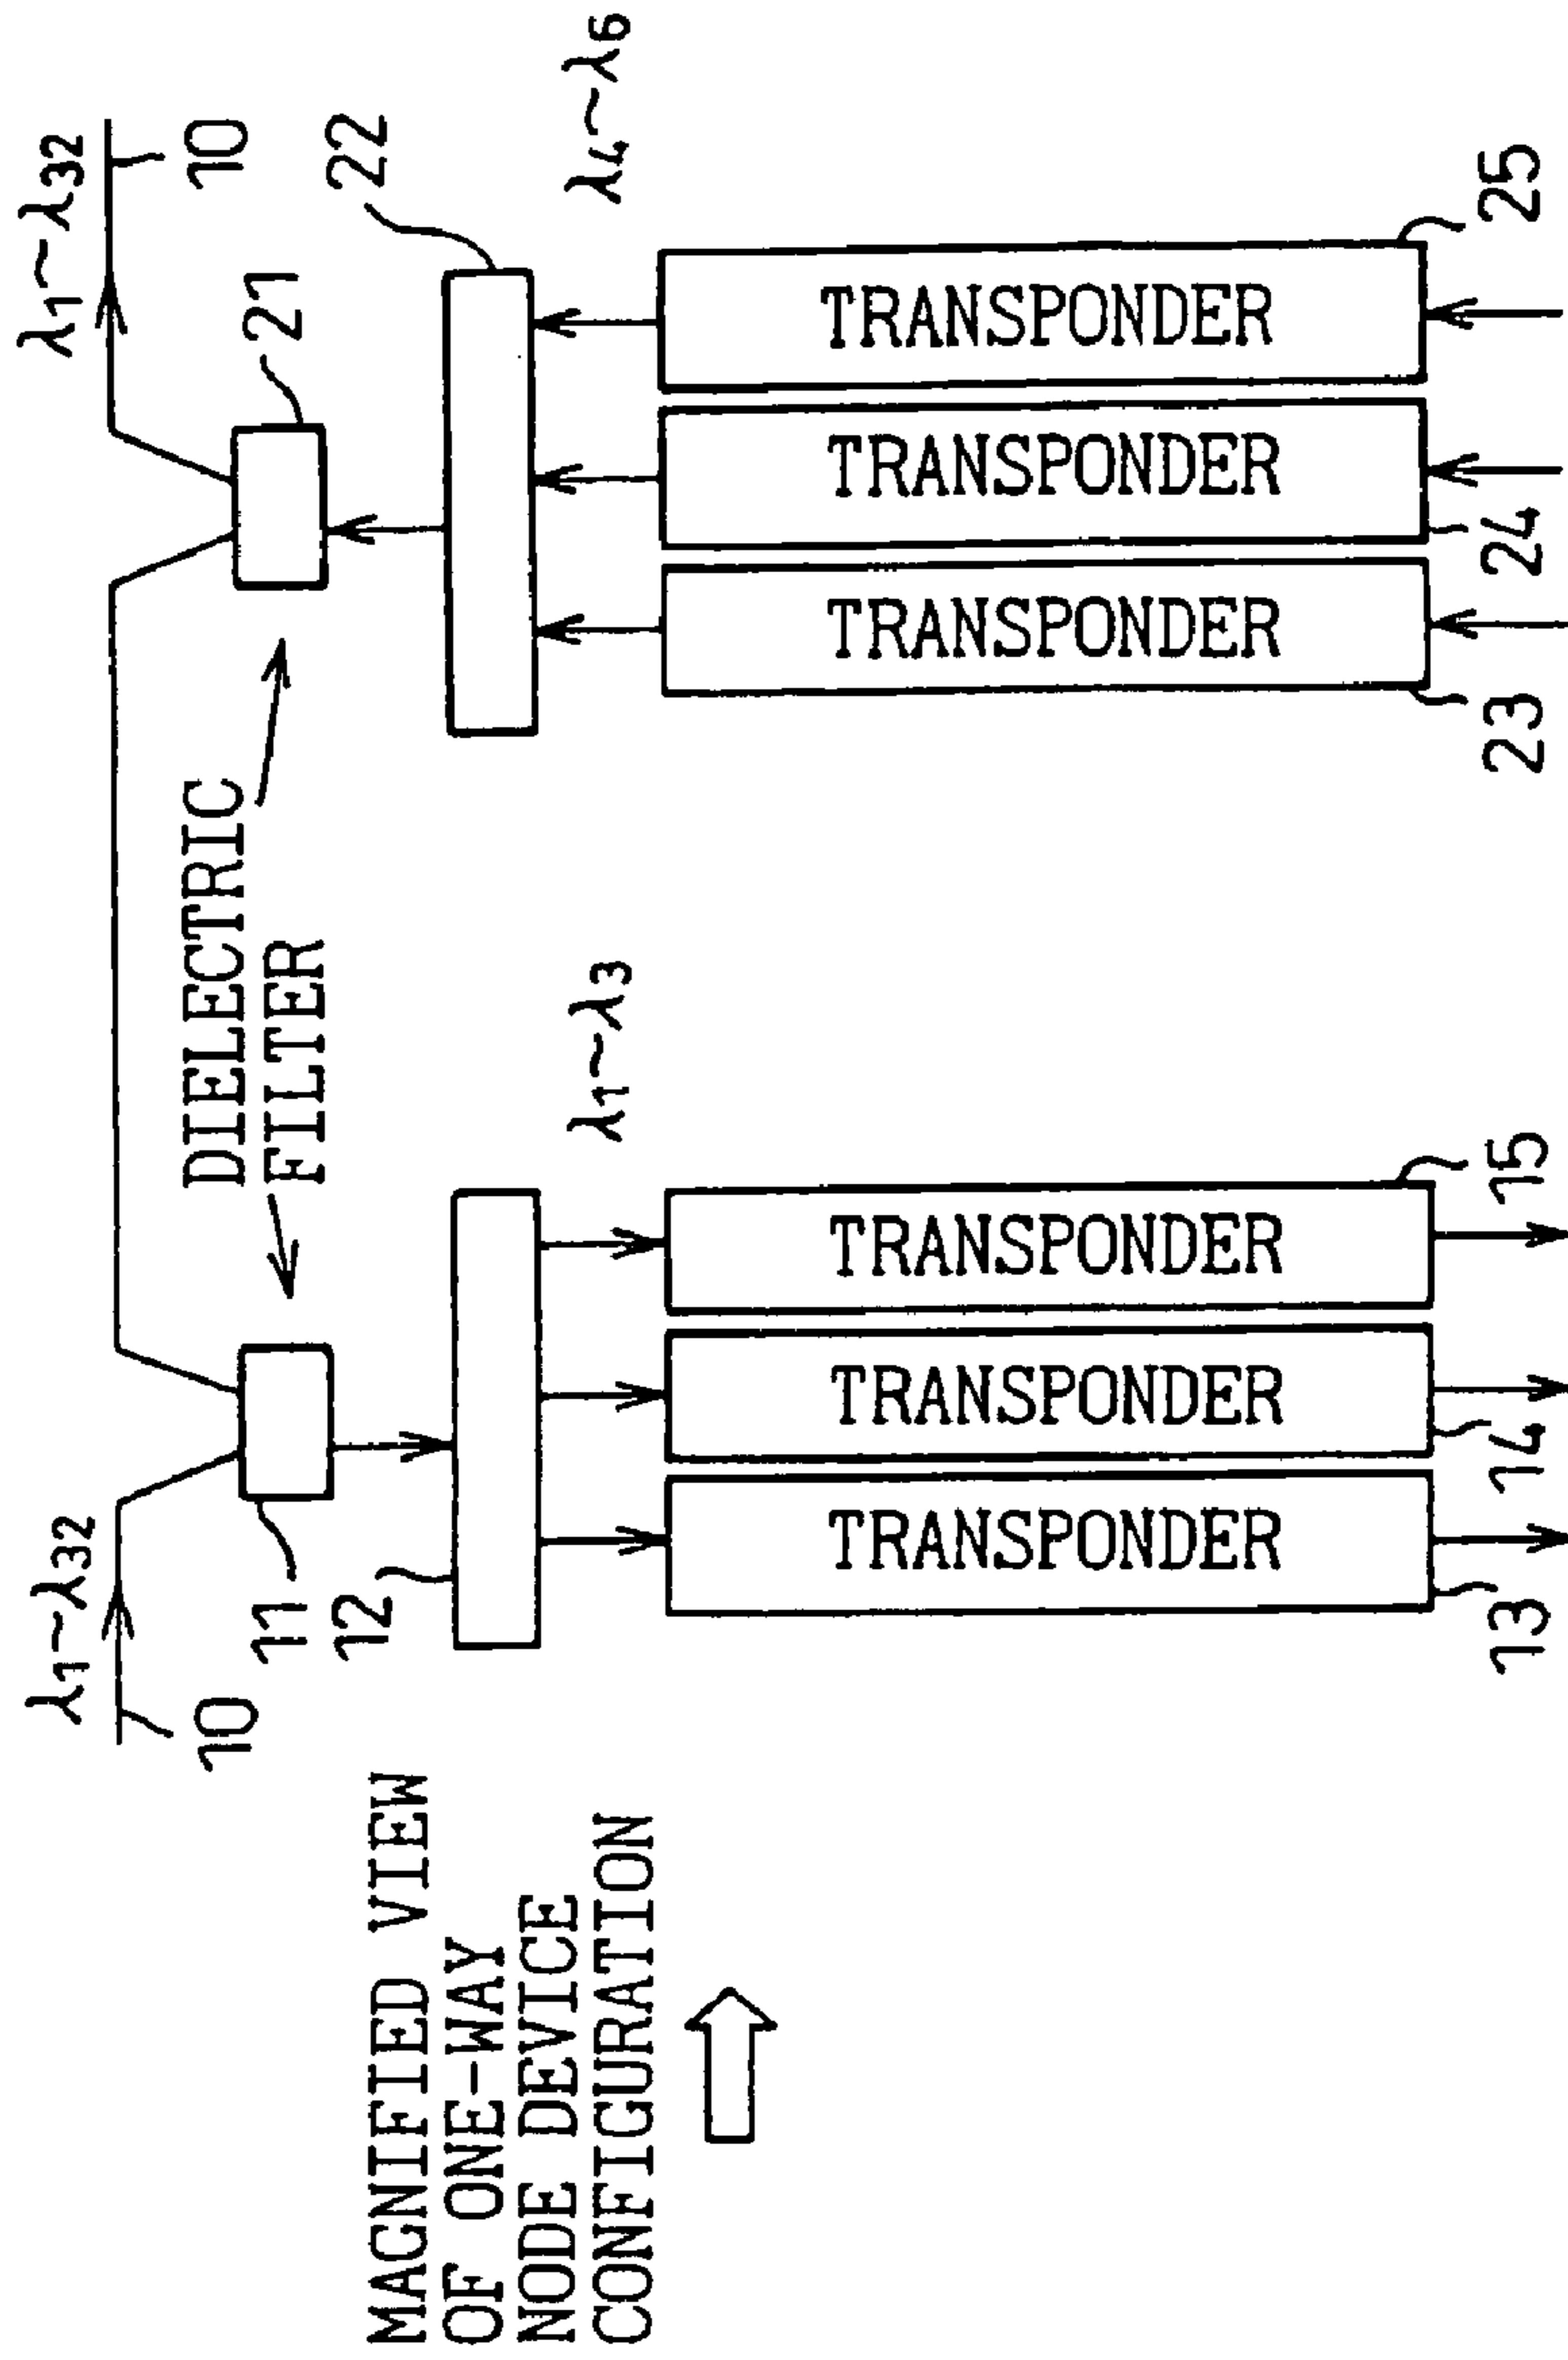 λ1~λ32
λ1~λ32
10
10
11
21
DIELECTRIC
FILTER
12
22
MAGNIFIED VIEW
OF ONE-WAY
NODE DEVICE
CONFIGURATION
λ1~λ3
λ4~λ6
TRANSPONDER
TRANSPONDER
TRANSPONDER
TRANSPONDER
TRANSPONDER
TRANSPONDER
13
14
15
23
24
25